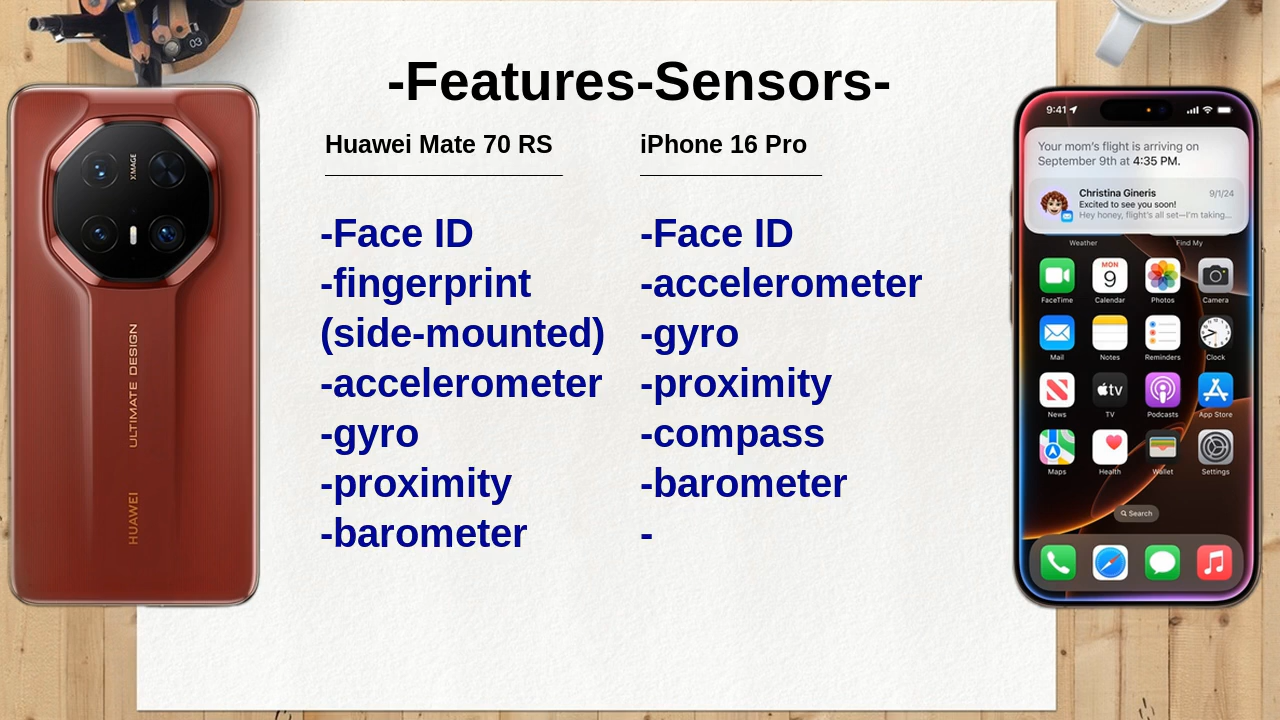 -Features-Sensors-
Huawei Mate 70 RS
-Face ID
-fingerprint
(side-mounted)
-accelerometer
-gyro
-proximity
-barometer
iPhone 16 Pro
-Face ID
-accelerometer
-gyro
-proximity
-compass
-barometer
-
03
XMAGE
ULTIMATE DESIGN
HUAWEI
9:41
Your mom's flight is arriving on
September 9th at 4:35 PM.
Christina Gineris 9/1/24
Excited to see you soon!
Hey honey, flight's all set—I'm taking...
Weather Find My
MON
9
FaceTime Calendar Photos Camera
Mail Notes Reminders Clock
tv
News TV Podcasts App Store
Maps Health Wallet Settings
Search